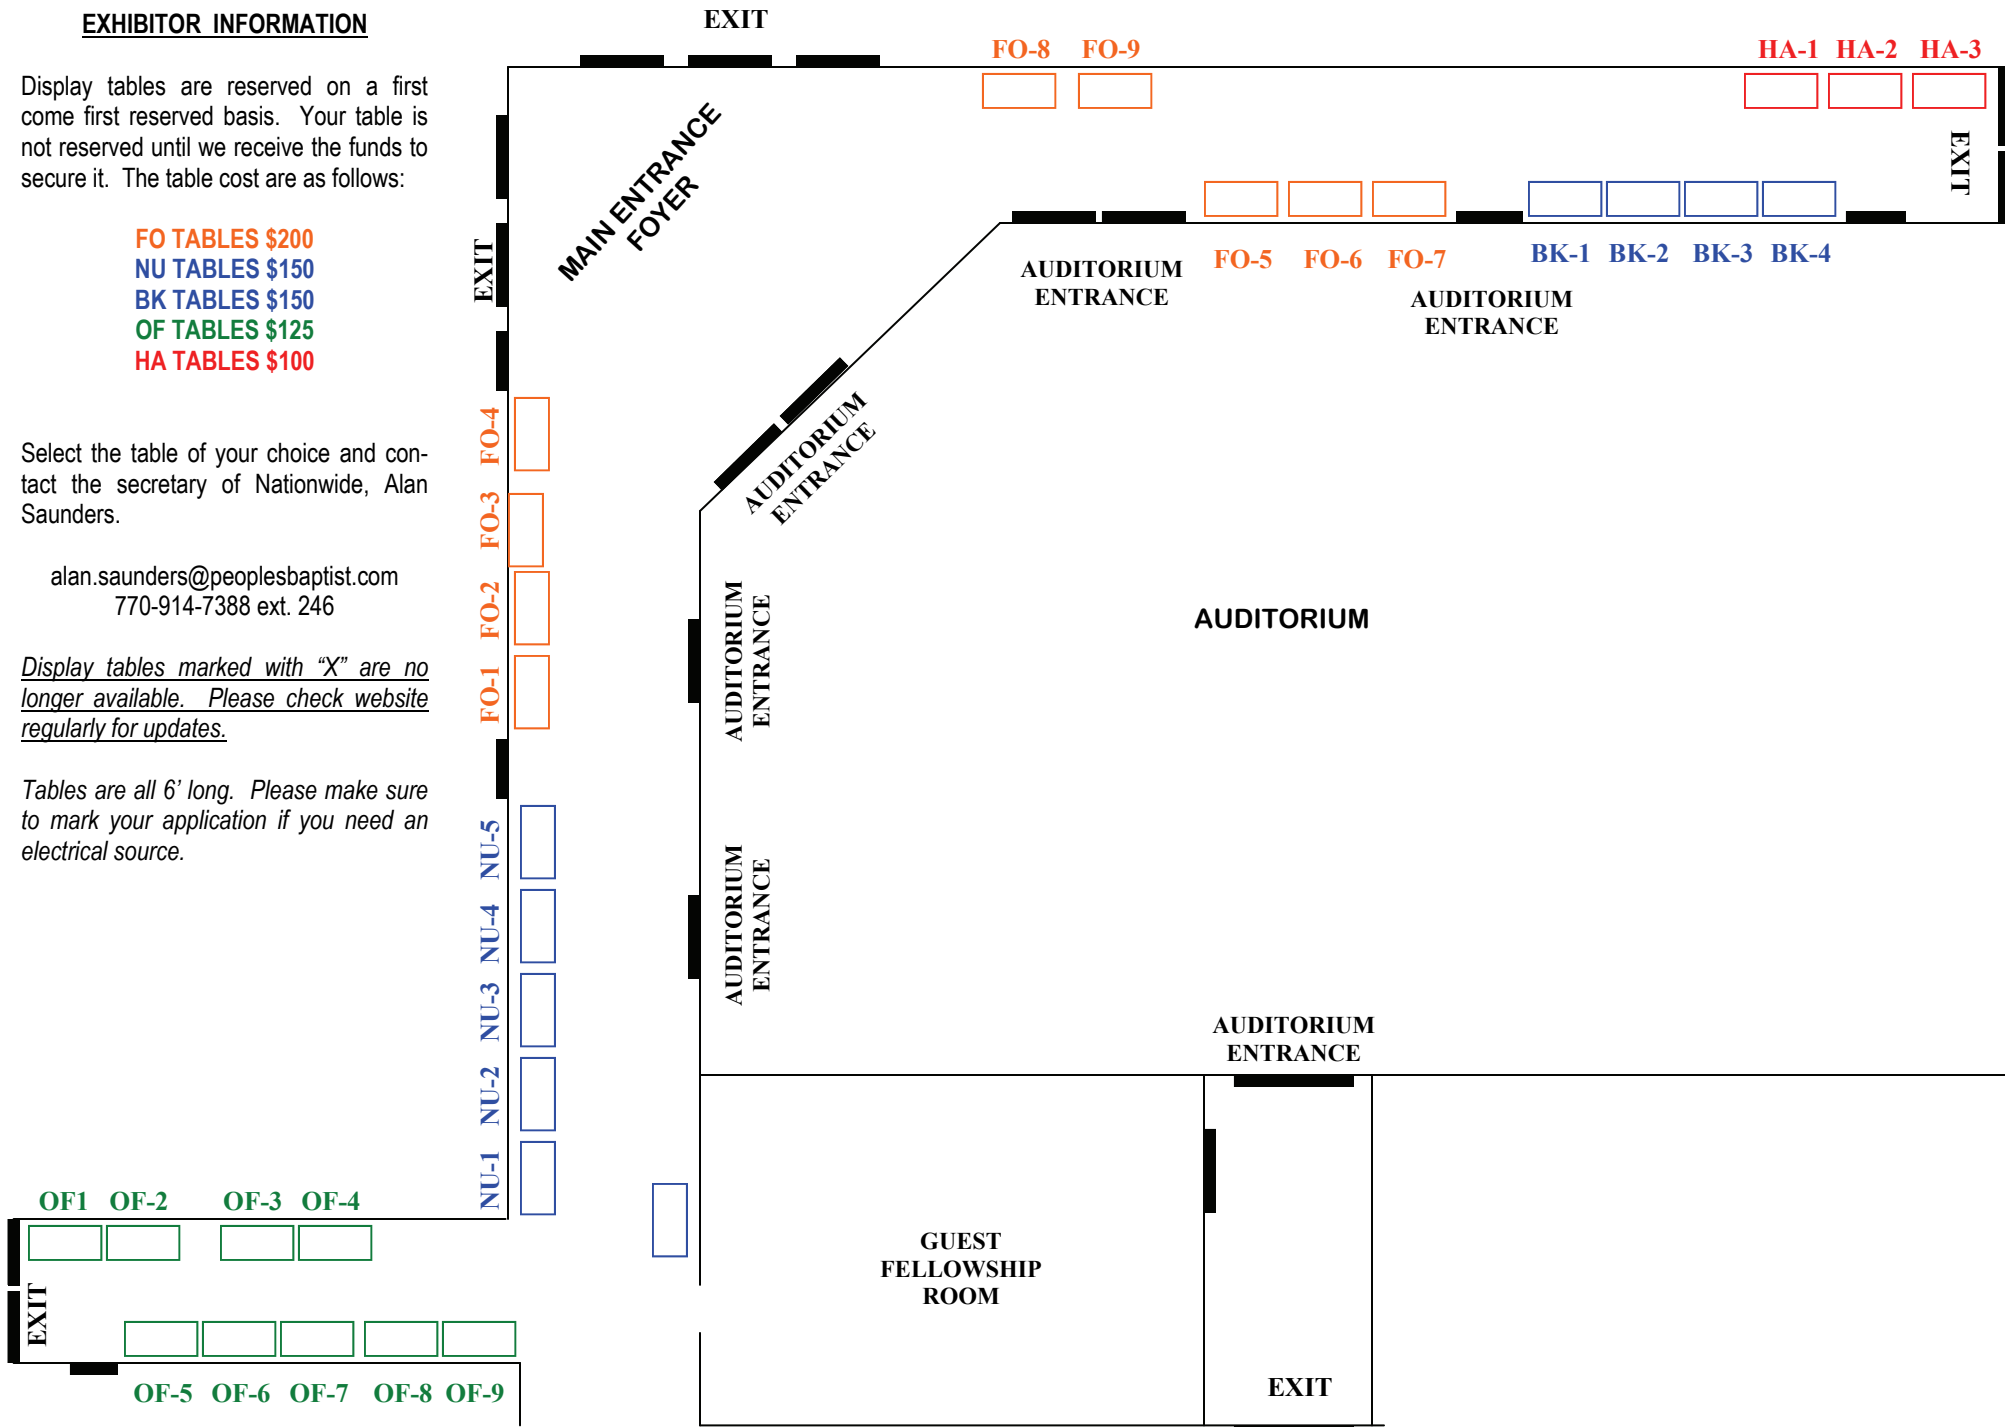 EXHIBITOR INFORMATION
Display tables are reserved on a first
come first reserved basis. Your table is
not reserved until we receive the funds to
secure it. The table cost are as follows:
FO TABLES $200
NU TABLES $150
BK TABLES $150
OF TABLES $125
HA TABLES $100
Select the table of your choice and con-
tact the secretary of Nationwide, Alan
Saunders.
alan.saunders@peoplesbaptist.com
770-914-7388 ext. 246
Display tables marked with “X” are no
longer available. Please check website
regularly for updates.
Tables are all 6’ long. Please make sure
to mark your application if you need an
electrical source.
EXIT
FO-8 FO-9
HA-1 HA-2 HA-3
EXIT
MAIN ENTRANCE
FOYER
EXIT
AUDITORIUM
ENTRANCE
FO-5 FO-6 FO-7
AUDITORIUM
ENTRANCE
BK-1 BK-2 BK-3 BK-4
AUDITORIUM
ENTRANCE
FO-4
FO-3
FO-2
FO-1
AUDITORIUM
ENTRANCE
AUDITORIUM
NU-5
NU-4
NU-3
NU-2
NU-1
AUDITORIUM
ENTRANCE
AUDITORIUM
ENTRANCE
OF1 OF-2 OF-3 OF-4
EXIT
OF-5 OF-6 OF-7 OF-8 OF-9
GUEST
FELLOWSHIP
ROOM
EXIT